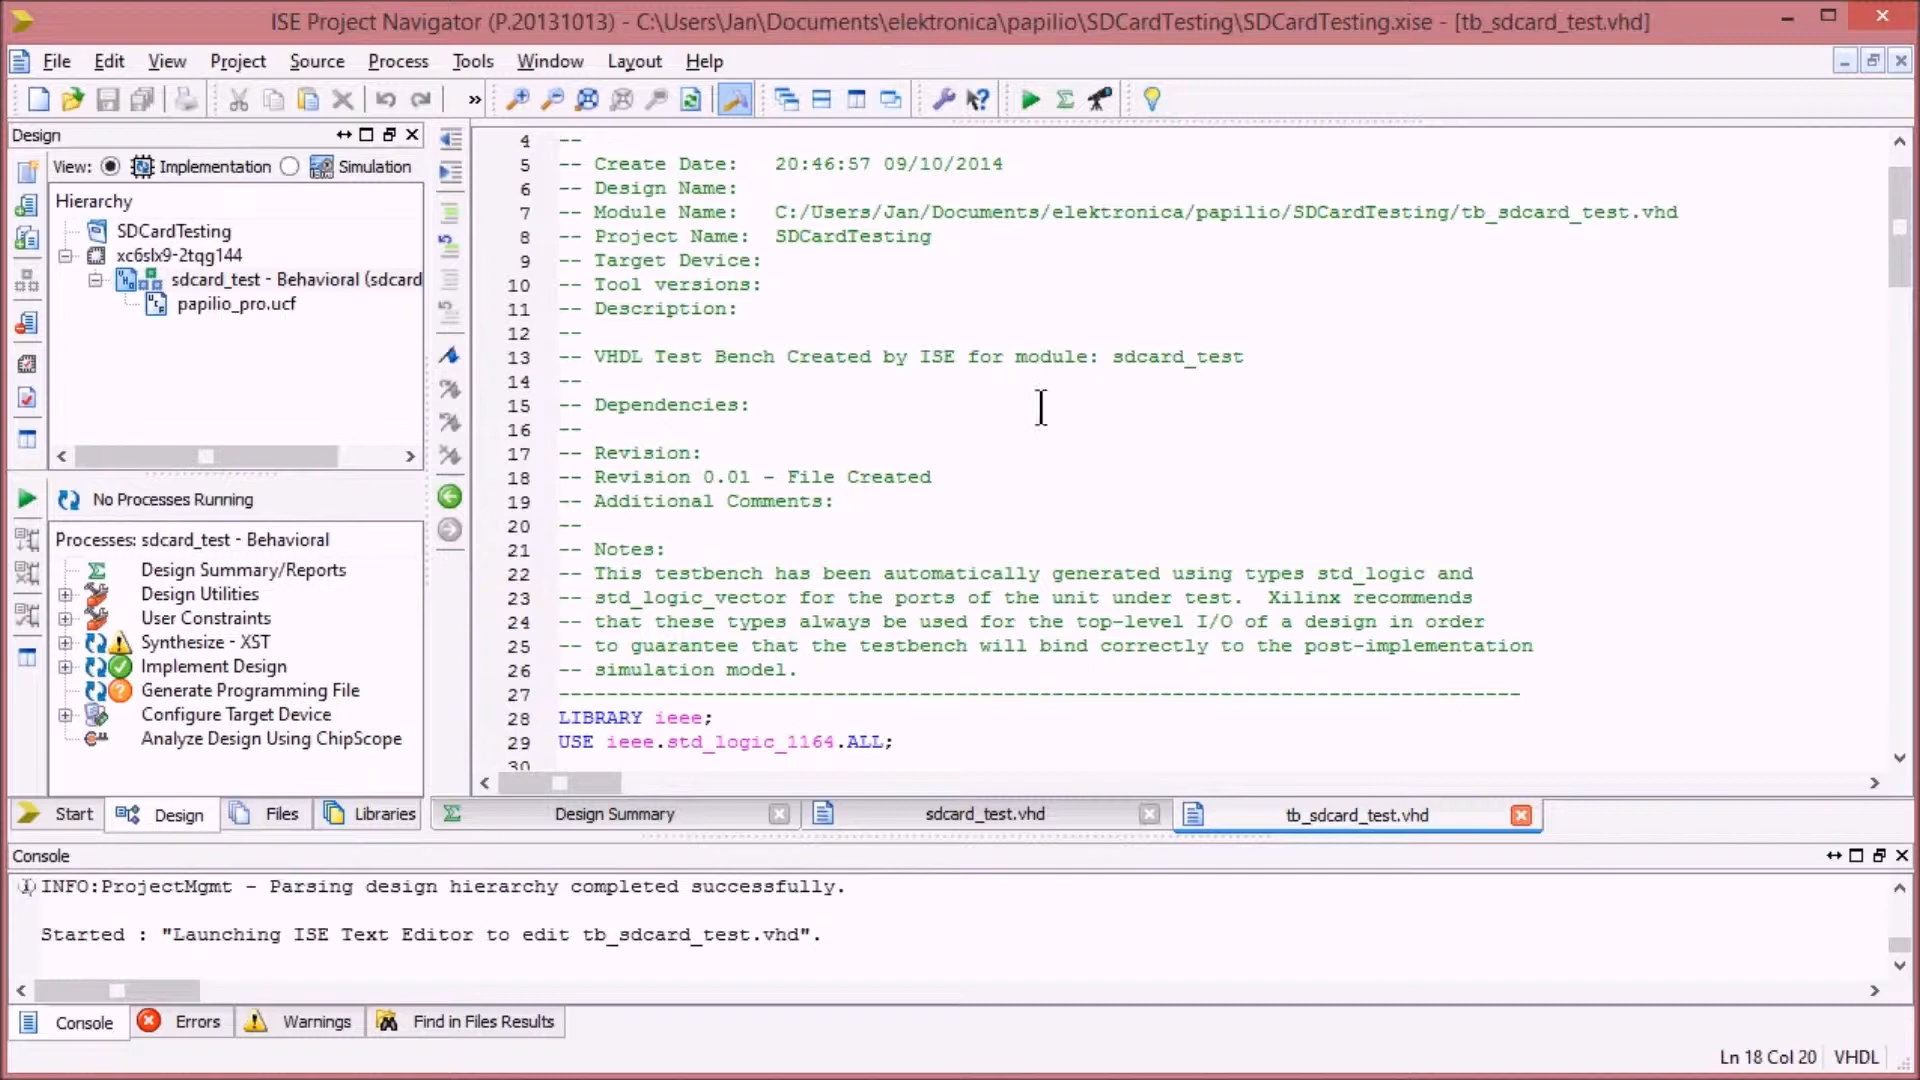 ISE Project Navigator (P.20131013) - C:\Users\Jan\Documents\elektronica\papilio\SDCardTesting\SDCardTesting.xise - [tb_sdcard_test.vhd]
File Edit View Project Source Process Tools Window Layout Help
»
Design
View: Implementation Simulation
Hierarchy
SDCardTesting
xc6slx9-2tqg144
sdcard_test - Behavioral (sdcard
papilio_pro.ucf
No Processes Running
Processes: sdcard_test - Behavioral
Design Summary/Reports
Design Utilities
User Constraints
Synthesize - XST
Implement Design
Generate Programming File
Configure Target Device
Analyze Design Using ChipScope
Start Design Files Libraries
4 --
5 -- Create Date: 20:46:57 09/10/2014
6 -- Design Name:
7 -- Module Name: C:/Users/Jan/Documents/elektronica/papilio/SDCardTesting/tb_sdcard_test.vhd
8 -- Project Name: SDCardTesting
9 -- Target Device:
10 -- Tool versions:
11 -- Description:
12 --
13 -- VHDL Test Bench Created by ISE for module: sdcard_test
14 --
15 -- Dependencies:
16 --
17 -- Revision:
18 -- Revision 0.01 - File Created
19 -- Additional Comments:
20 --
21 -- Notes:
22 -- This testbench has been automatically generated using types std_logic and
23 -- std_logic_vector for the ports of the unit under test. Xilinx recommends
24 -- that these types always be used for the top-level I/O of a design in order
25 -- to guarantee that the testbench will bind correctly to the post-implementation
26 -- simulation model.
27 --------------------------------------------------------------------------------
28 LIBRARY ieee;
29 USE ieee.std_logic_1164.ALL;
30
Design Summary sdcard_test.vhd tb_sdcard_test.vhd
Console
INFO:ProjectMgmt - Parsing design hierarchy completed successfully.
Started : "Launching ISE Text Editor to edit tb_sdcard_test.vhd".
Console Errors Warnings Find in Files Results
Ln 18 Col 20 VHDL